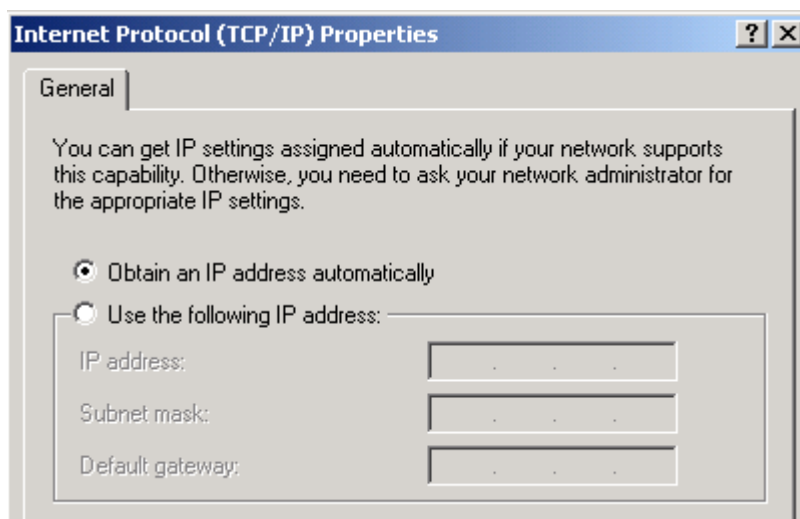 Internet Protocol (TCP/IP) Properties
General
You can get IP settings assigned automatically if your network supports
this capability. Otherwise, you need to ask your network administrator for
the appropriate IP settings.
Obtain an IP address automatically
Use the following IP address:
IP address:
Subnet mask:
Default gateway: